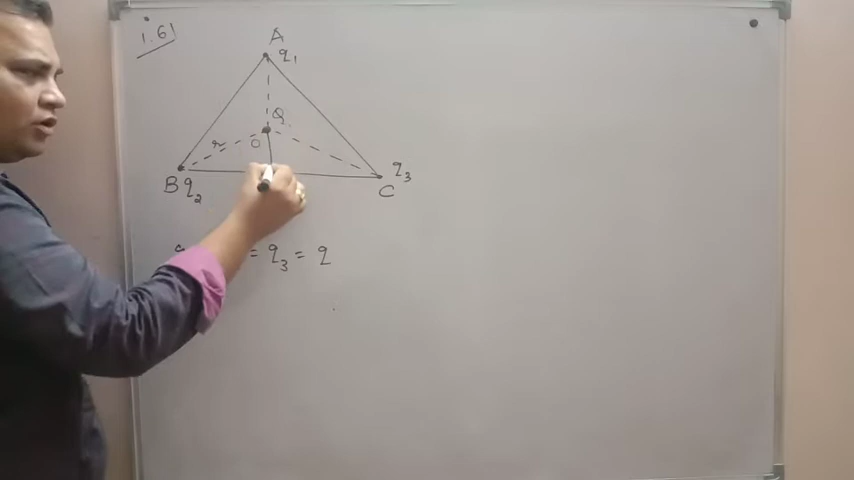 1.61
A
q1
Q
r
O
B q2
q3
C
= q3 = q